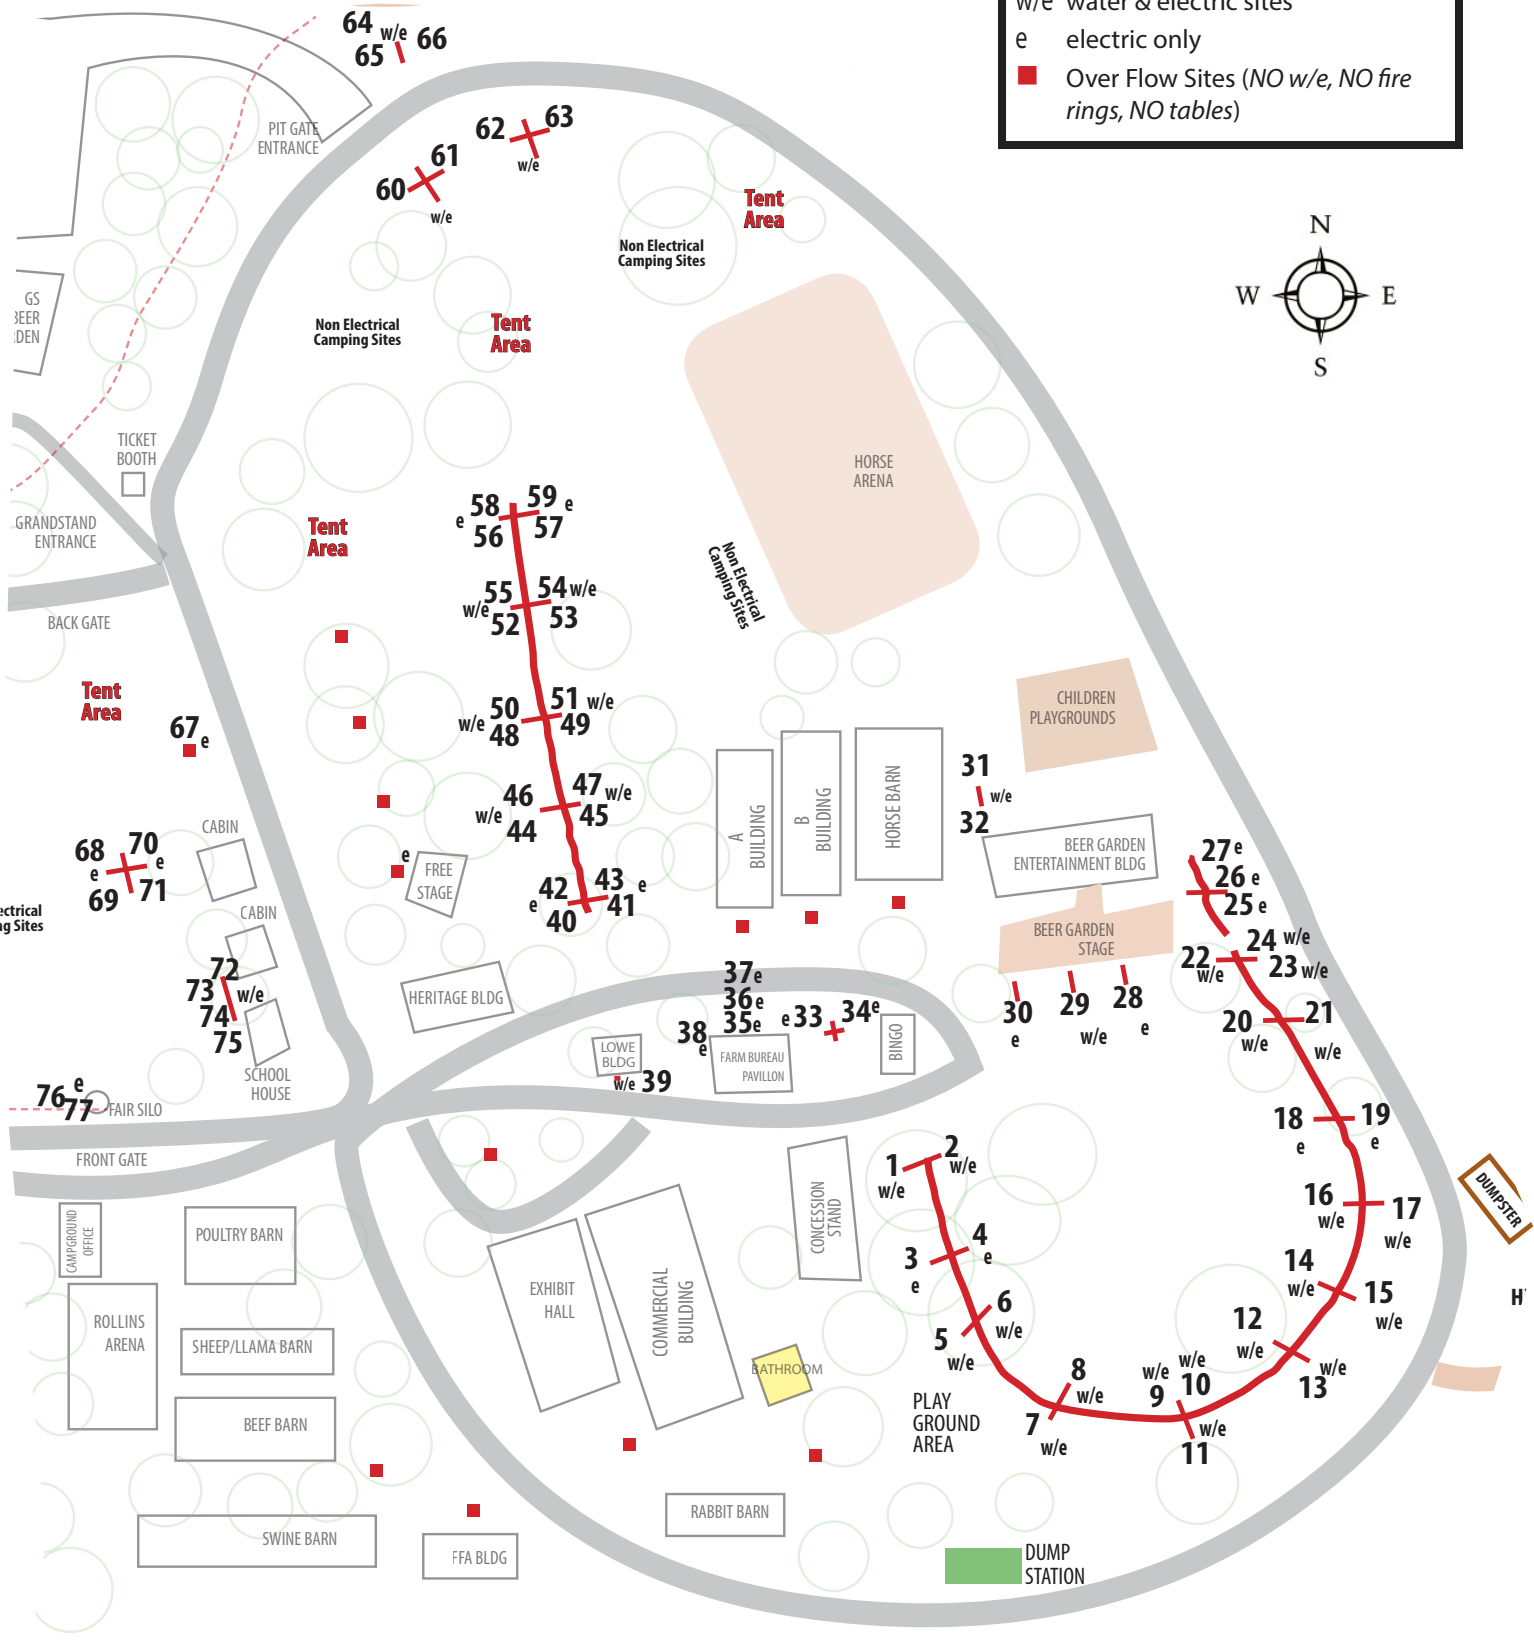 w/e water & electric sites
e electric only
Over Flow Sites (NO w/e, NO fire
rings, NO tables)
N
W E
S
64 w/e 66
65
PIT GATE
ENTRANCE
62 63
w/e
60 61
w/e
Tent
Area
Non Electrical
Camping Sites
Non Electrical
Camping Sites
Tent
Area
GS
BEER
RDEN
TICKET
BOOTH
GRANDSTAND
ENTRANCE
BACK GATE
HORSE
ARENA
Tent
Area
58 59 e
e 56 57
55 54 w/e
w/e 52 53
50 51 w/e
w/e 48 49
46 47 w/e
w/e 44 45
42 43 e
e 40 41
Non Electrical
Camping Sites
Tent
Area
67 e
CHILDREN
PLAYGROUNDS
31
w/e
32
A
BUILDING
B
BUILDING
HORSE BARN
BEER GARDEN
ENTERTAINMENT BLDG
BEER GARDEN
STAGE
CABIN
68 70
e e
69 71
ectrical
ng Sites
CABIN
e
FREE
STAGE
27 e
26 e
25 e
24 w/e
22 w/e 23 w/e
20 21
w/e w/e
18 19
e e
16 17
w/e w/e
14 15
w/e w/e
12
w/e
w/e
13
72
73 w/e
74
75
SCHOOL
HOUSE
HERITAGE BLDG
37 e
36 e
35 e
e 33 34 e
38
e
LOWE
BLDG
w/e 39
FARM BUREAU
PAVILLON
BINGO
30 29 28
e w/e e
76 e
77
FAIR SILO
FRONT GATE
1 2
w/e w/e
3 4
e e
5 6
w/e w/e
7 8
w/e w/e
w/e w/e
9 10
w/e
11
DUMPSTER
H
CAMPGROUND
OFFICE
POULTRY BARN
ROLLINS
ARENA
SHEEP/LLAMA BARN
BEEF BARN
SWINE BARN
EXHIBIT
HALL
COMMERCIAL
BUILDING
CONCESSION
STAND
BATHROOM
PLAY
GROUND
AREA
RABBIT BARN
FFA BLDG
DUMP
STATION